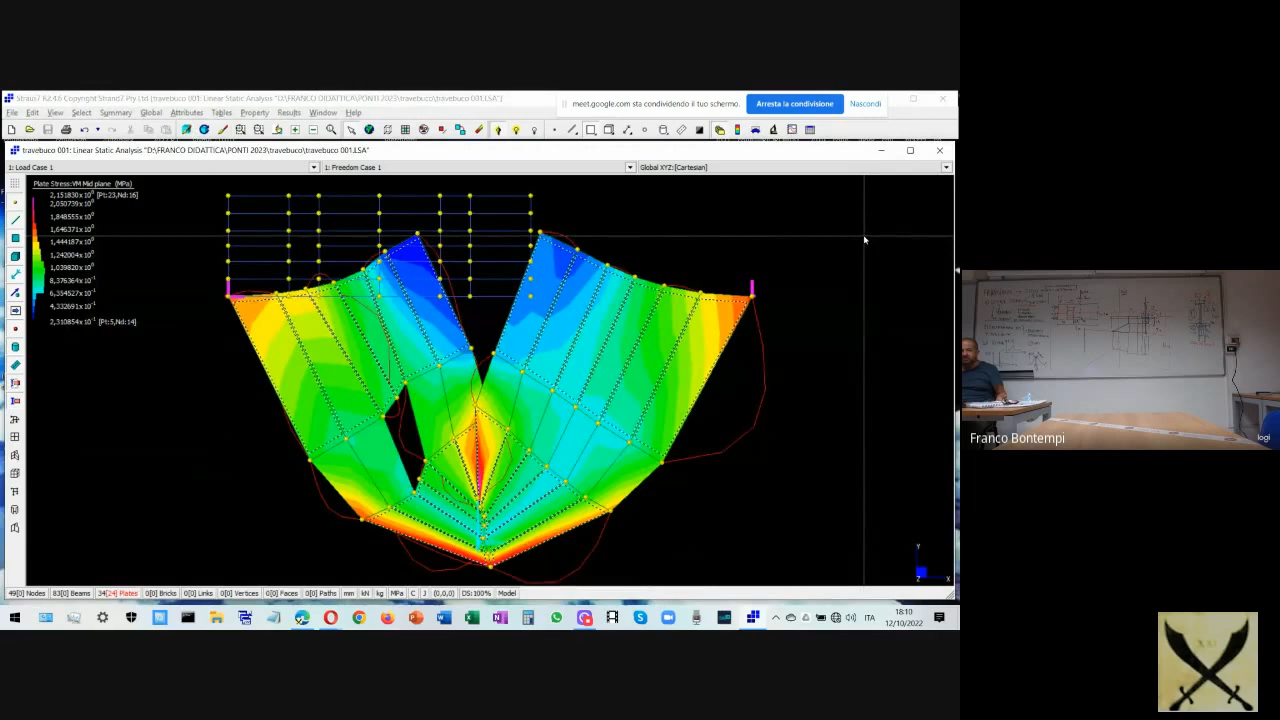 Straus7 R2.4.6 Copyright Strand7 Pty Ltd [travebuco 001: Linear Static Analysis "D:\FRANCO DIDATTICA\PONTI 2023\travebuco\travebuco 001.LSA"]
meet.google.com sta condividendo il tuo schermo.
Arresta la condivisione
Nascondi
File Edit View Select Summary Global Attributes Tables Property Results Window Help
travebuco 001: Linear Static Analysis "D:\FRANCO DIDATTICA\PONTI 2023\travebuco\travebuco 001.LSA"
1: Load Case 1
1: Freedom Case 1
Global XYZ:[Cartesian]
Plate Stress:VM Mid plane (MPa)
2,151830x10⁰ [Pt:23,Nd:16]
2,050739x10⁰
1,848555x10⁰
1,646371x10⁰
1,444187x10⁰
1,242004x10⁰
1,039820x10⁰
8,376364x10⁻¹
6,354527x10⁻¹
4,332691x10⁻¹
2,310854x10⁻¹ [Pt:5,Nd:14]
Franco Bontempi
logi
Y
Z
X
49[0] Nodes 83[0] Beams 34[24] Plates 0[0] Bricks 0[0] Links 0[0] Vertices 0[0] Faces 0[0] Paths mm kN kg MPa C J (0,0,0) DS:100% Model
ITA
18:10
12/10/2022
XXI